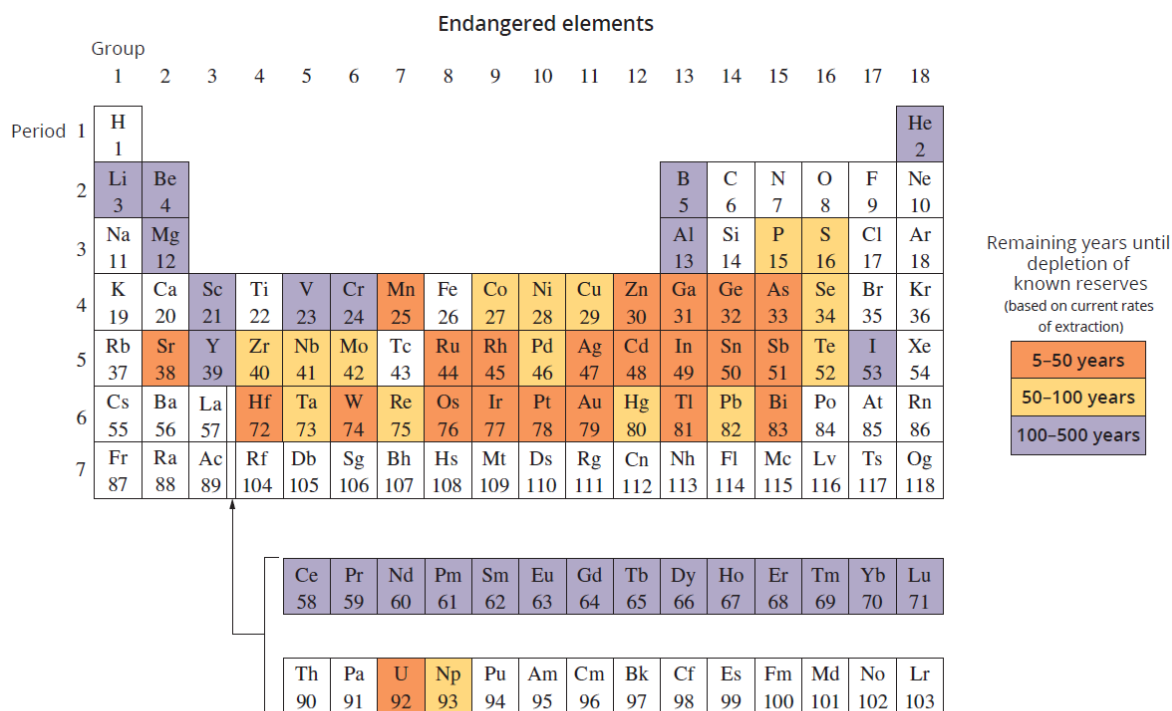 Endangered elements
Group
1 2 3 4 5 6 7 8 9 10 11 12 13 14 15 16 17 18
Period 1 H He
1 2
2 Li Be B C N O F Ne
3 4 5 6 7 8 9 10
3 Na Mg Al Si P S Cl Ar
11 12 13 14 15 16 17 18
4 K Ca Sc Ti V Cr Mn Fe Co Ni Cu Zn Ga Ge As Se Br Kr
19 20 21 22 23 24 25 26 27 28 29 30 31 32 33 34 35 36
5 Rb Sr Y Zr Nb Mo Tc Ru Rh Pd Ag Cd In Sn Sb Te I Xe
37 38 39 40 41 42 43 44 45 46 47 48 49 50 51 52 53 54
6 Cs Ba La Hf Ta W Re Os Ir Pt Au Hg Tl Pb Bi Po At Rn
55 56 57 72 73 74 75 76 77 78 79 80 81 82 83 84 85 86
7 Fr Ra Ac Rf Db Sg Bh Hs Mt Ds Rg Cn Nh Fl Mc Lv Ts Og
87 88 89 104 105 106 107 108 109 110 111 112 113 114 115 116 117 118
Ce Pr Nd Pm Sm Eu Gd Tb Dy Ho Er Tm Yb Lu
58 59 60 61 62 63 64 65 66 67 68 69 70 71
Th Pa U Np Pu Am Cm Bk Cf Es Fm Md No Lr
90 91 92 93 94 95 96 97 98 99 100 101 102 103
Remaining years until
depletion of
known reserves
(based on current rates
of extraction)
5–50 years
50–100 years
100–500 years